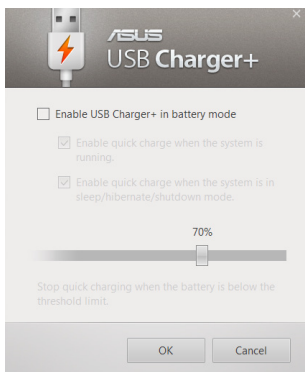 ASUS
USB Charger+
Enable USB Charger+ in battery mode
Enable quick charge when the system is
running.
Enable quick charge when the system is in
sleep/hibernate/shutdown mode.
70%
Stop quick charging when the battery is below the
threshold limit.
OK
Cancel